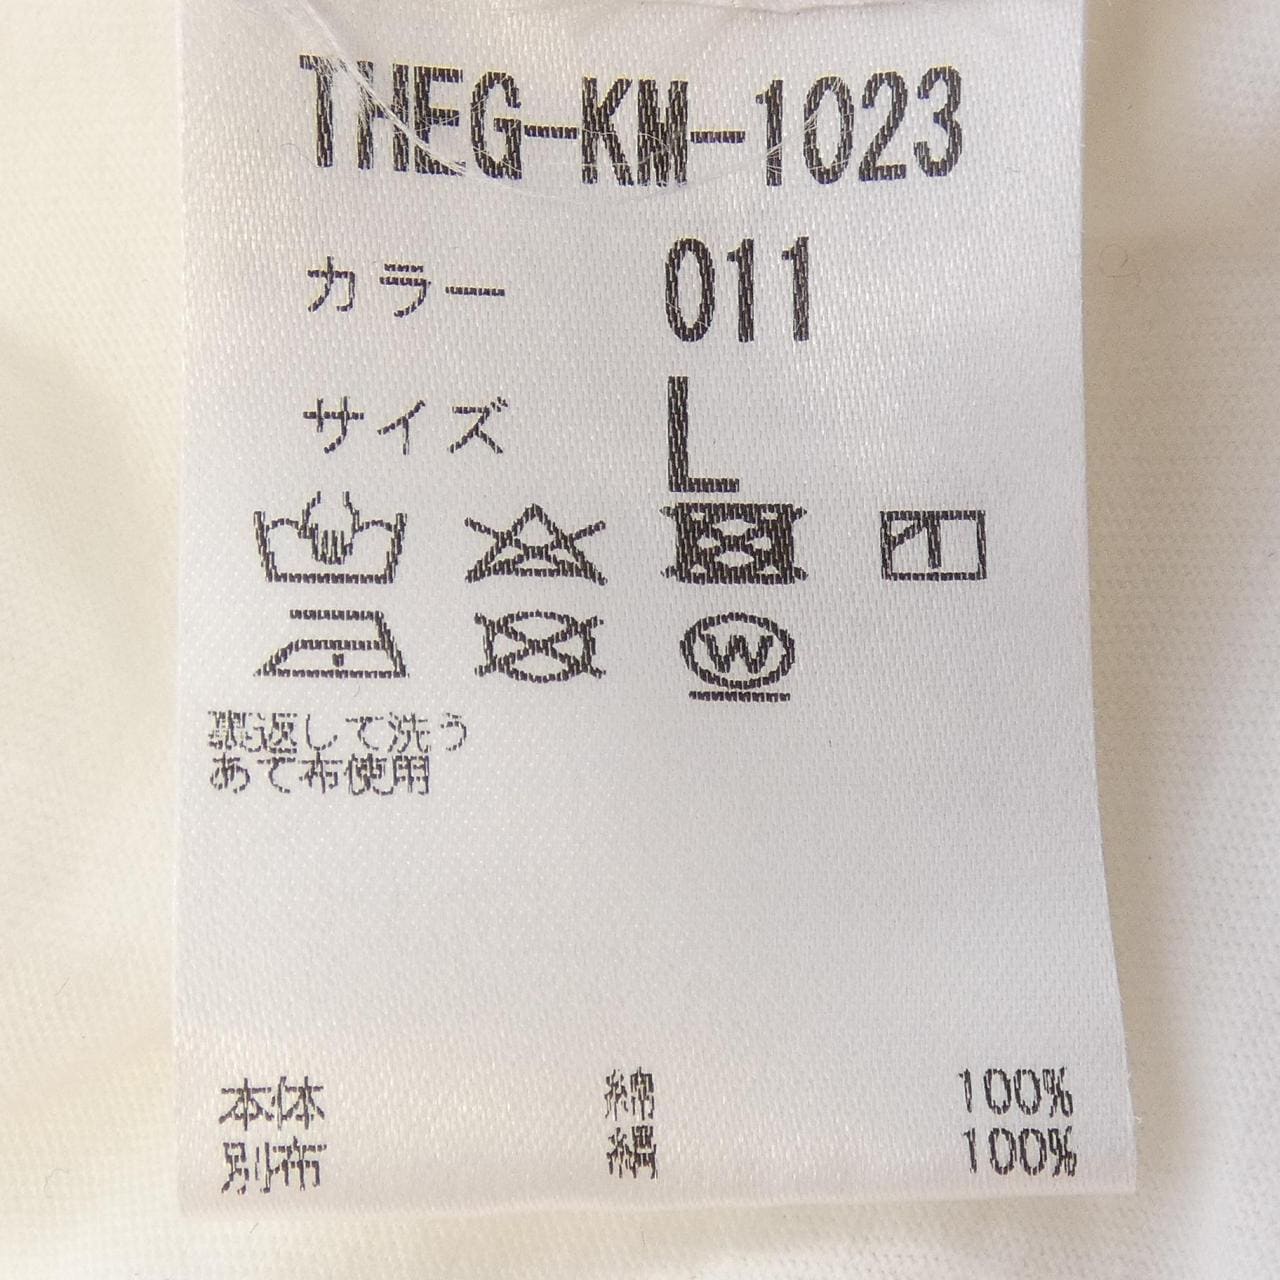 THEG-KM-1023
カラー 011
サイズ L
W
裏返して洗う
あて布使用
本体 綿 100%
別布 綿 100%